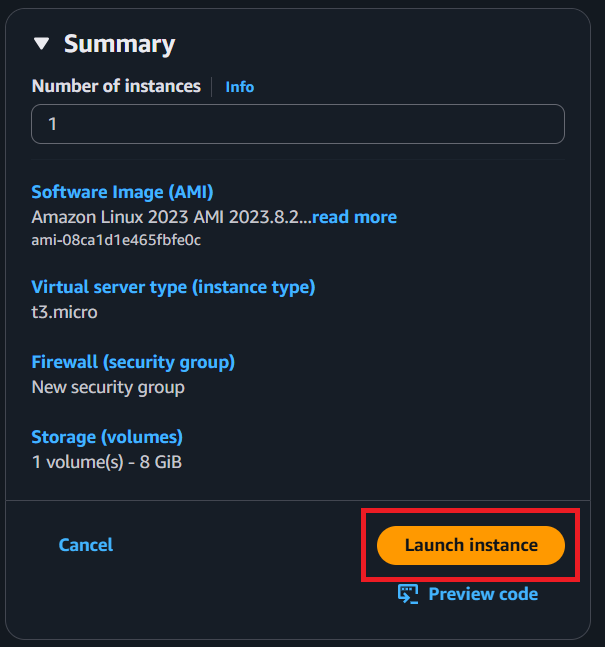 Summary
Number of instances Info
1
Software Image (AMI)
Amazon Linux 2023 AMI 2023.8.2...read more
ami-08ca1d1e465fbfe0c
Virtual server type (instance type)
t3.micro
Firewall (security group)
New security group
Storage (volumes)
1 volume(s) - 8 GiB
Cancel
Launch instance
Preview code